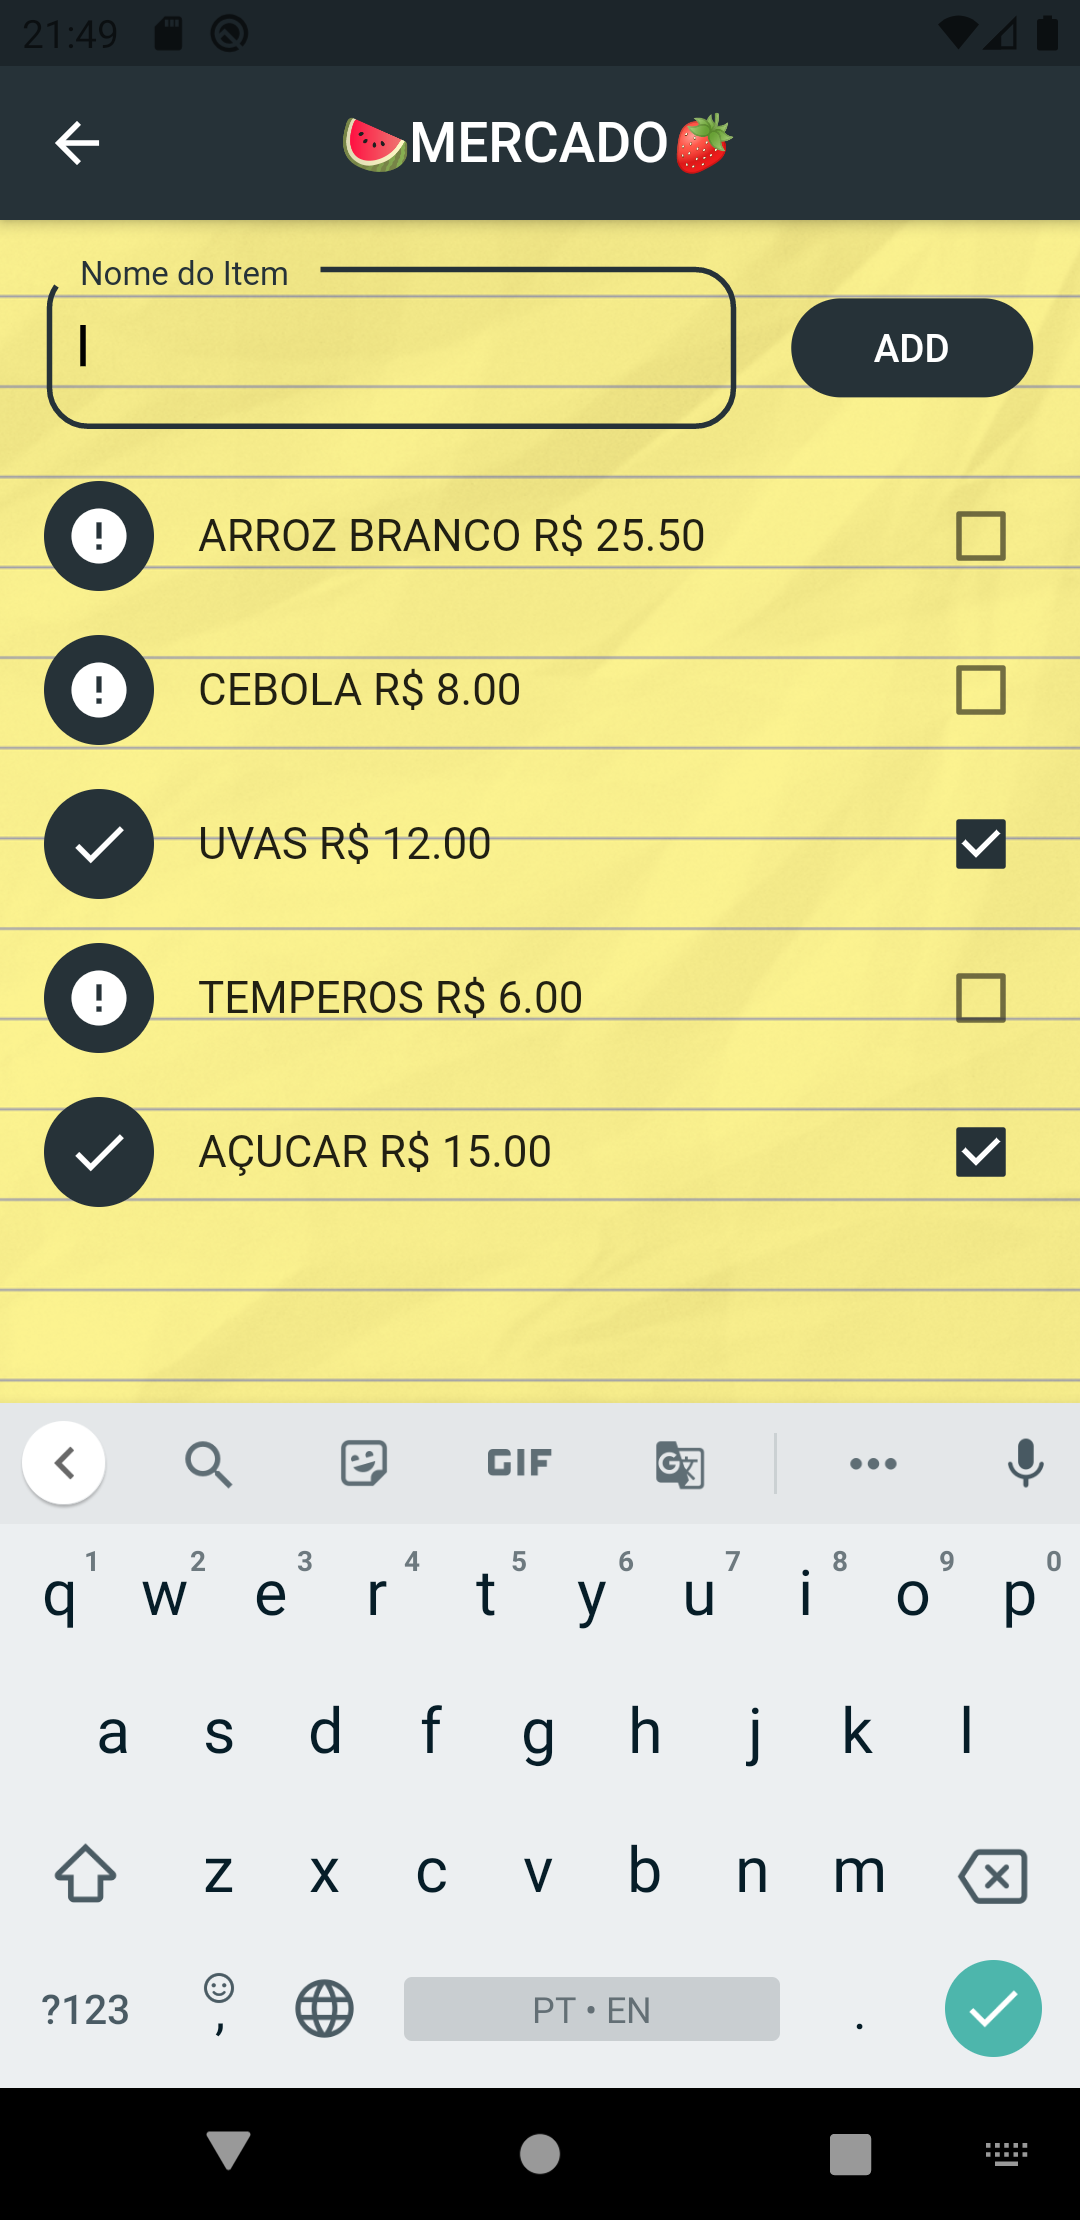 21:49
🍉MERCADO🍓
Nome do Item
ADD
ARROZ BRANCO R$ 25.50
CEBOLA R$ 8.00
UVAS R$ 12.00
TEMPEROS R$ 6.00
AÇUCAR R$ 15.00
GIF
1 2 3 4 5 6 7 8 9 0
q w e r t y u i o p
a s d f g h j k l
z x c v b n m
?123 , PT • EN .